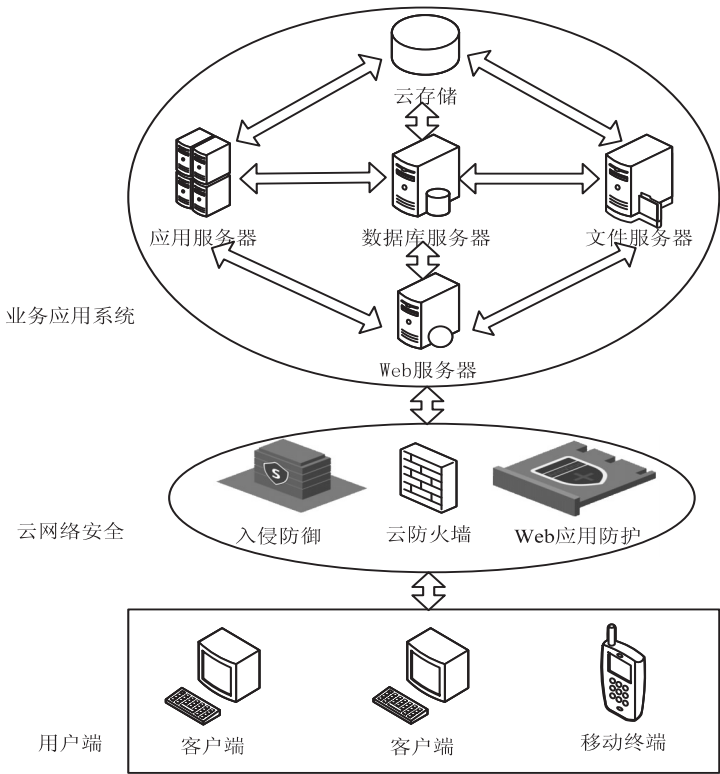 云存储
应用服务器
数据库服务器
文件服务器
业务应用系统
Web服务器
S
入侵防御
云防火墙
Web应用防护
云网络安全
用户端
客户端
客户端
移动终端